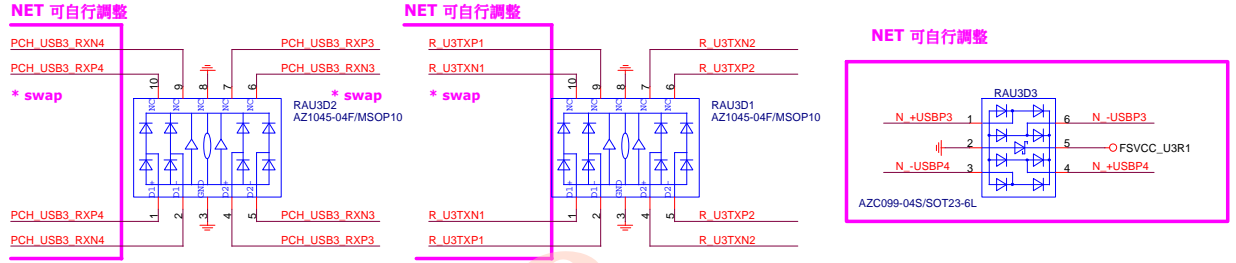 NET 可自行調整
PCH_USB3_RXN4
PCH_USB3_RXP4
* swap
PCH_USB3_RXP3
PCH_USB3_RXN3
* swap
10 9 8 7 6
NC NC NC NC
RAU3D2
AZ1045-04F/MSOP10
D1+ D1- GND D2+ D2-
1 2 3 4 5
PCH_USB3_RXP4
PCH_USB3_RXN4
PCH_USB3_RXN3
PCH_USB3_RXP3
NET 可自行調整
R_U3TXP1
R_U3TXN1
* swap
R_U3TXN2
R_U3TXP2
10 9 8 7 6
NC NC NC NC
RAU3D1
AZ1045-04F/MSOP10
D1+ D1- GND D2+ D2-
1 2 3 4 5
R_U3TXN1
R_U3TXP1
R_U3TXP2
R_U3TXN2
NET 可自行調整
RAU3D3
N_+USBP3 1
6 N_-USBP3
2
5 FSVCC_U3R1
N_-USBP4 3
4 N_+USBP4
AZC099-04S/SOT23-6L